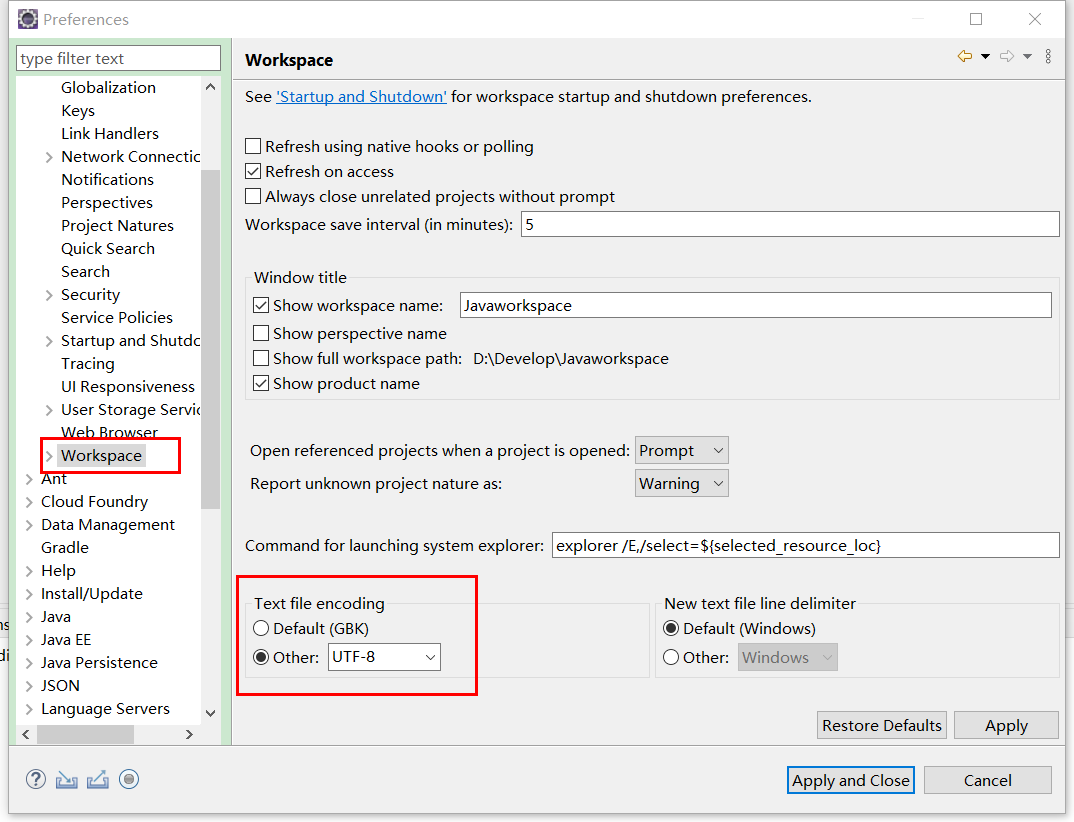 Preferences
type filter text
Globalization
Keys
Link Handlers
Network Connectic
Notifications
Perspectives
Project Natures
Quick Search
Search
Security
Service Policies
Startup and Shutdc
Tracing
UI Responsiveness
User Storage Servic
Web Browser
Workspace
Ant
Cloud Foundry
Data Management
Gradle
Help
Install/Update
Java
Java EE
Java Persistence
JSON
Language Servers
Workspace
See 'Startup and Shutdown' for workspace startup and shutdown preferences.
Refresh using native hooks or polling
Refresh on access
Always close unrelated projects without prompt
Workspace save interval (in minutes): 5
Window title
Show workspace name: Javaworkspace
Show perspective name
Show full workspace path: D:\Develop\Javaworkspace
Show product name
Open referenced projects when a project is opened: Prompt
Report unknown project nature as: Warning
Command for launching system explorer: explorer /E,/select=${selected_resource_loc}
Text file encoding
Default (GBK)
Other: UTF-8
New text file line delimiter
Default (Windows)
Other: Windows
Restore Defaults
Apply
Apply and Close
Cancel